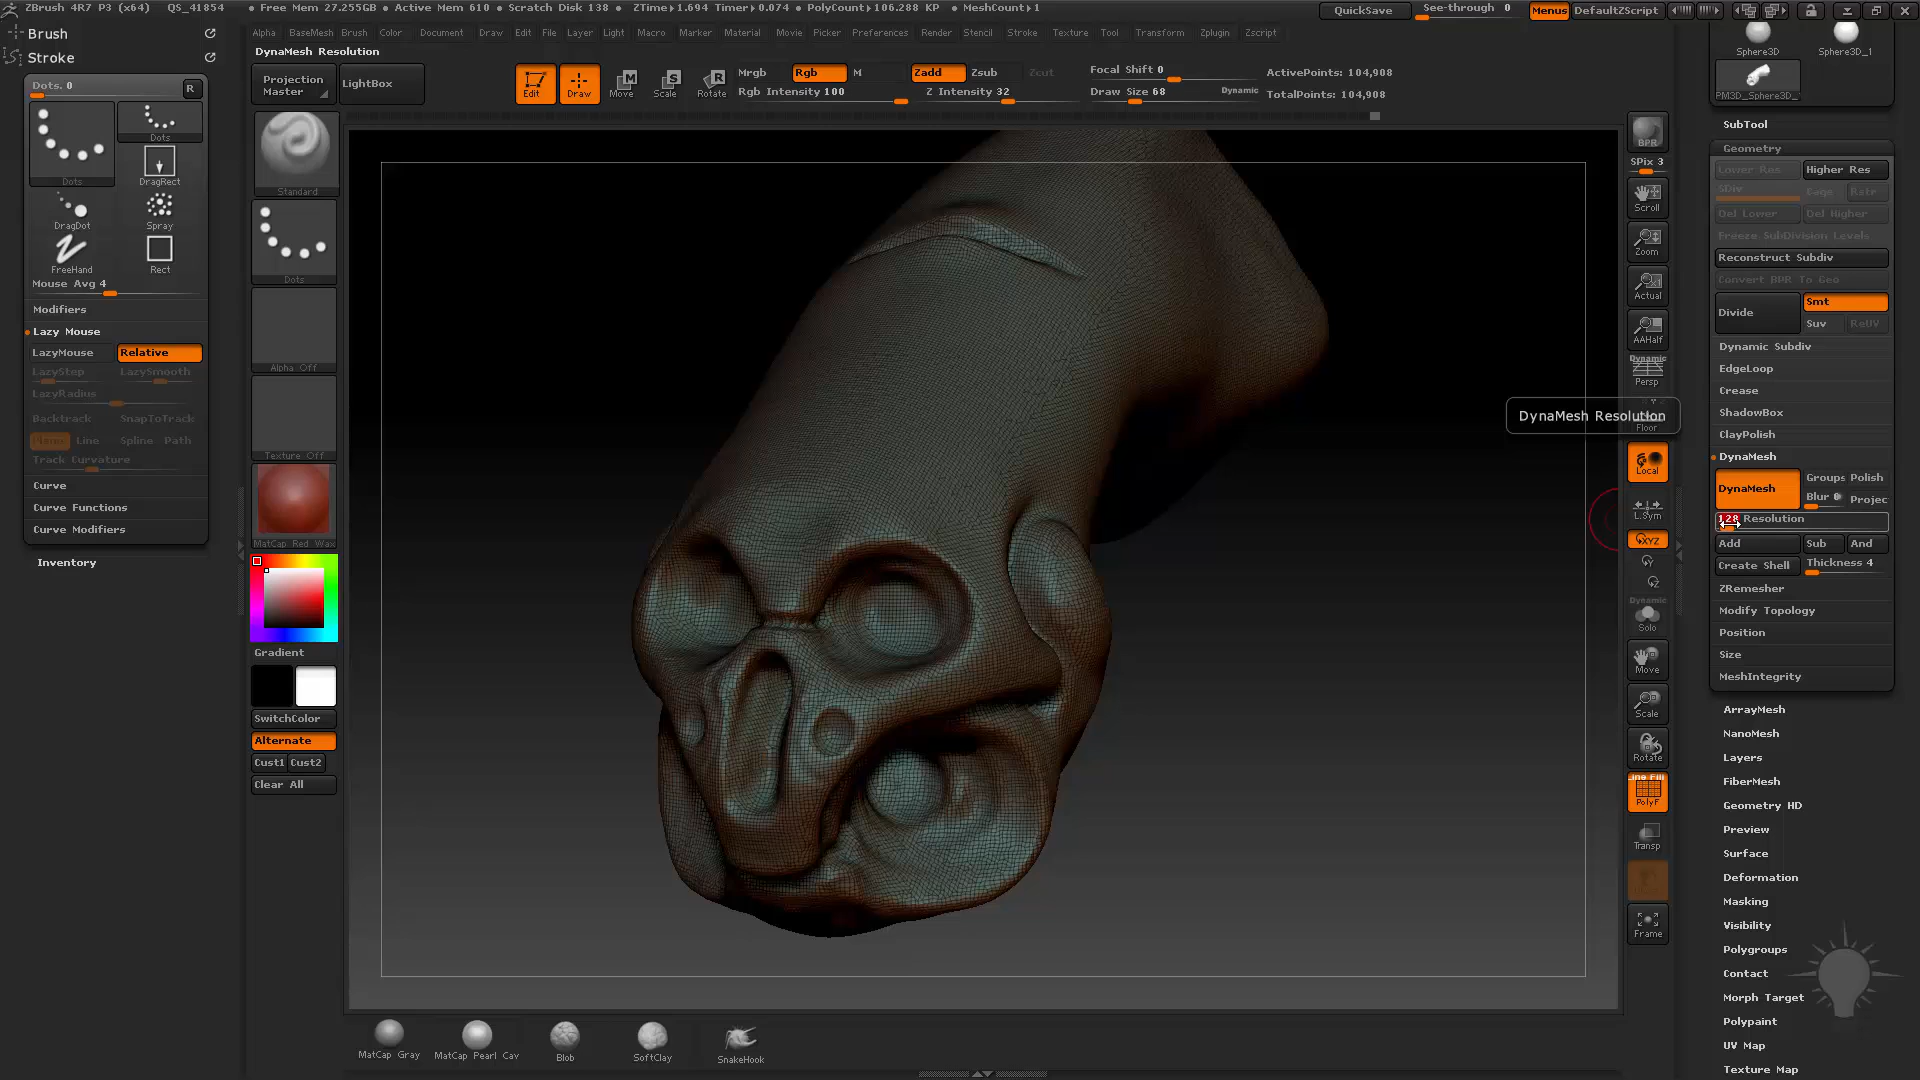 ZBrush 4R7 P3 (x64) QS_41854 • Free Mem 27.255GB • Active Mem 610 • Scratch Disk 138 • ZTime▸1.694 Timer▸0.074 • PolyCount▸106.288 KP • MeshCount▸1
QuickSave See-through 0 Menus DefaultZScript
Alpha BaseMesh Brush Color Document Draw Edit File Layer Light Macro Marker Material Movie Picker Preferences Render Stencil Stroke Texture Tool Transform Zplugin Zscript
DynaMesh Resolution
Projection Master
LightBox
Edit Draw Move Scale Rotate
Mrgb Rgb M
Rgb Intensity 100
Zadd Zsub Zcut
Z Intensity 32
Focal Shift 0
Draw Size 68 Dynamic
ActivePoints: 104,908
TotalPoints: 104,908
Brush
Stroke
Dots. 0 R
Dots
Dots
DragRect
DragDot Spray
FreeHand Rect
Mouse Avg 4
Modifiers
Lazy Mouse
LazyMouse Relative
LazyStep LazySmooth
LazyRadius
Backtrack SnapToTrack
Plane Line Spline Path
Track Curvature
Curve
Curve Functions
Curve Modifiers
Inventory
Standard
Dots
Alpha Off
Texture Off
MatCap Red Wax
Gradient
SwitchColor
Alternate
Cust1 Cust2
Clear All
MatCap Gray MatCap Pearl Cav Blob SoftClay SnakeHook
BPR
SPix 3
Scroll
Zoom
Actual
AAHalf
Dynamic
Persp
Floor
DynaMesh Resolution
Local
L.Sym
XYZ
Dynamic
Solo
Move
Scale
Rotate
Line Fill
PolyF
Transp
Frame
Sphere3D Sphere3D_1
PM3D_Sphere3D_
SubTool
Geometry
Lower Res Higher Res
SDiv Cage Rstr
Del Lower Del Higher
Freeze SubDivision Levels
Reconstruct Subdiv
Convert BPR To Geo
Divide Smt
Suv ReUV
Dynamic Subdiv
EdgeLoop
Crease
ShadowBox
ClayPolish
DynaMesh
DynaMesh Groups Polish
Blur Projec
128 Resolution
Add Sub And
Create Shell Thickness 4
ZRemesher
Modify Topology
Position
Size
MeshIntegrity
ArrayMesh
NanoMesh
Layers
FiberMesh
Geometry HD
Preview
Surface
Deformation
Masking
Visibility
Polygroups
Contact
Morph Target
Polypaint
UV Map
Texture Map